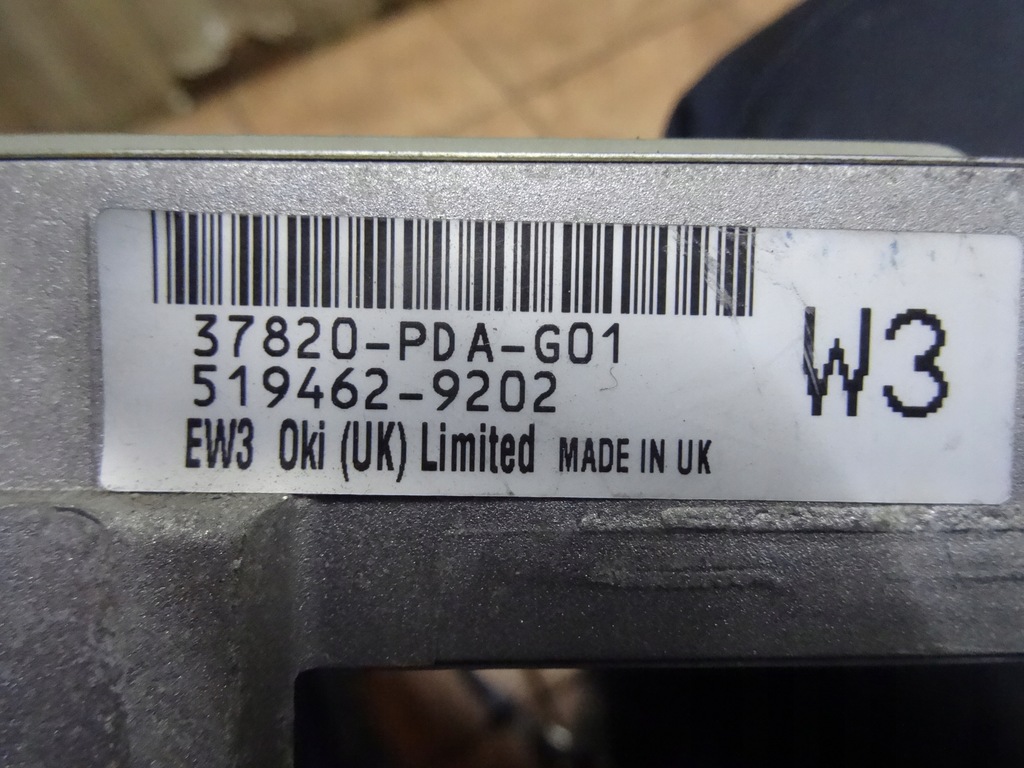 37820-PDA-G01
519462-9202
EW3 Oki (UK) Limited MADE IN UK
W3